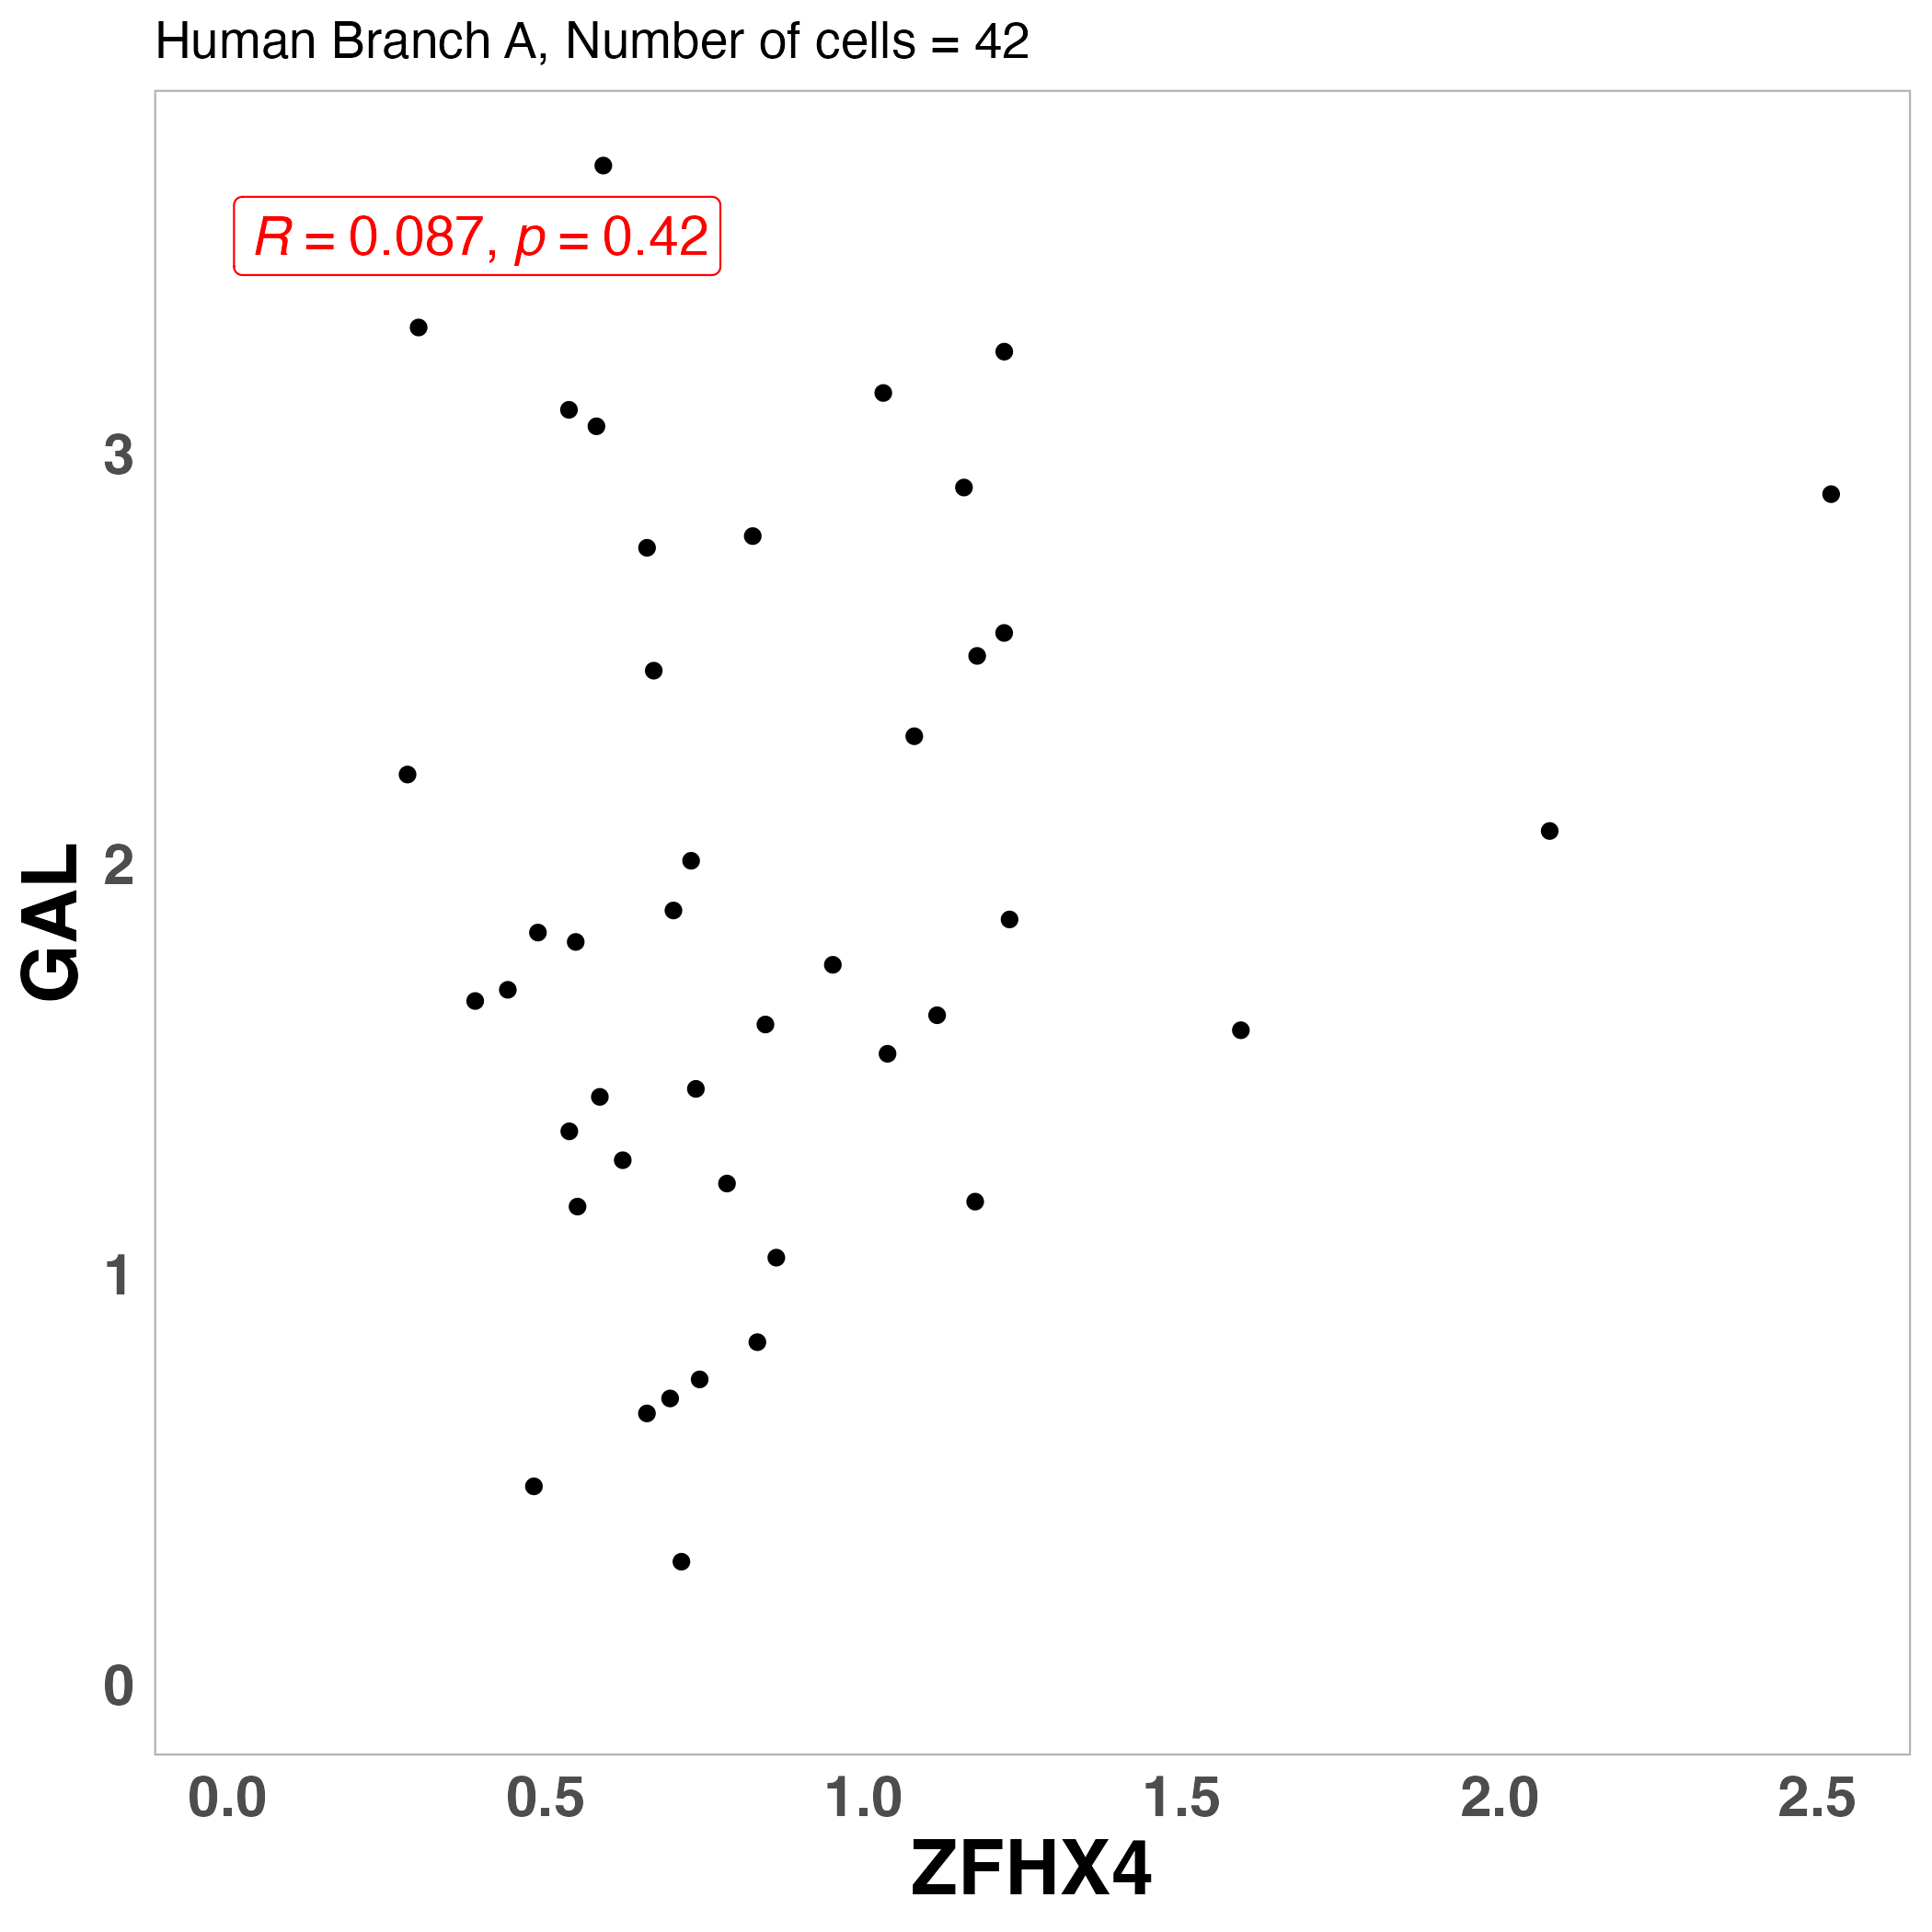 Human Branch A, Number of cells = 42
R = 0.087, p = 0.42
3
2
1
0
GAL
0.0 0.5 1.0 1.5 2.0 2.5
ZFHX4